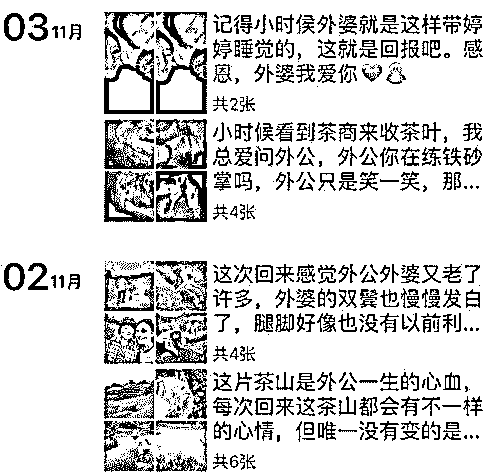 03 11月
记得小时候外婆就是这样带婷
婷睡觉的，这就是回报吧。感
恩，外婆我爱你
共2张
小时候看到茶商来收茶叶，我
总爱问外公，外公你在练铁砂
掌吗，外公只是笑一笑，那...
共4张
02 11月
这次回来感觉外公外婆又老了
许多，外婆的双鬓也慢慢发白
了，腿脚好像也没有以前利...
共4张
这片茶山是外公一生的心血，
每次回来这茶山都会有不一样
的心情，但唯一没有变的是...
共6张